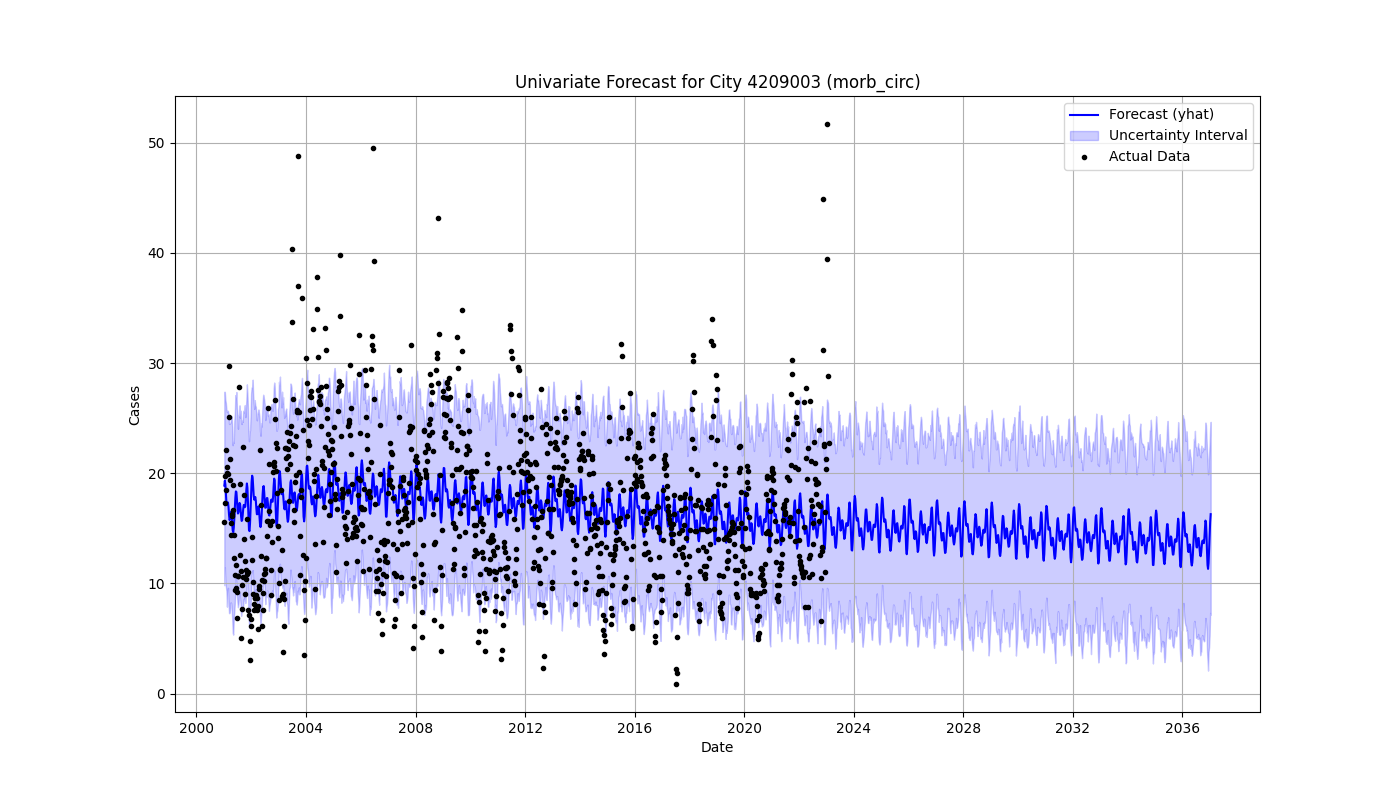 Univariate Forecast for City 4209003 (morb_circ)
Forecast (yhat)
Uncertainty Interval
Actual Data
50
40
30
20
10
0
Cases
2000 2004 2008 2012 2016 2020 2024 2028 2032 2036
Date